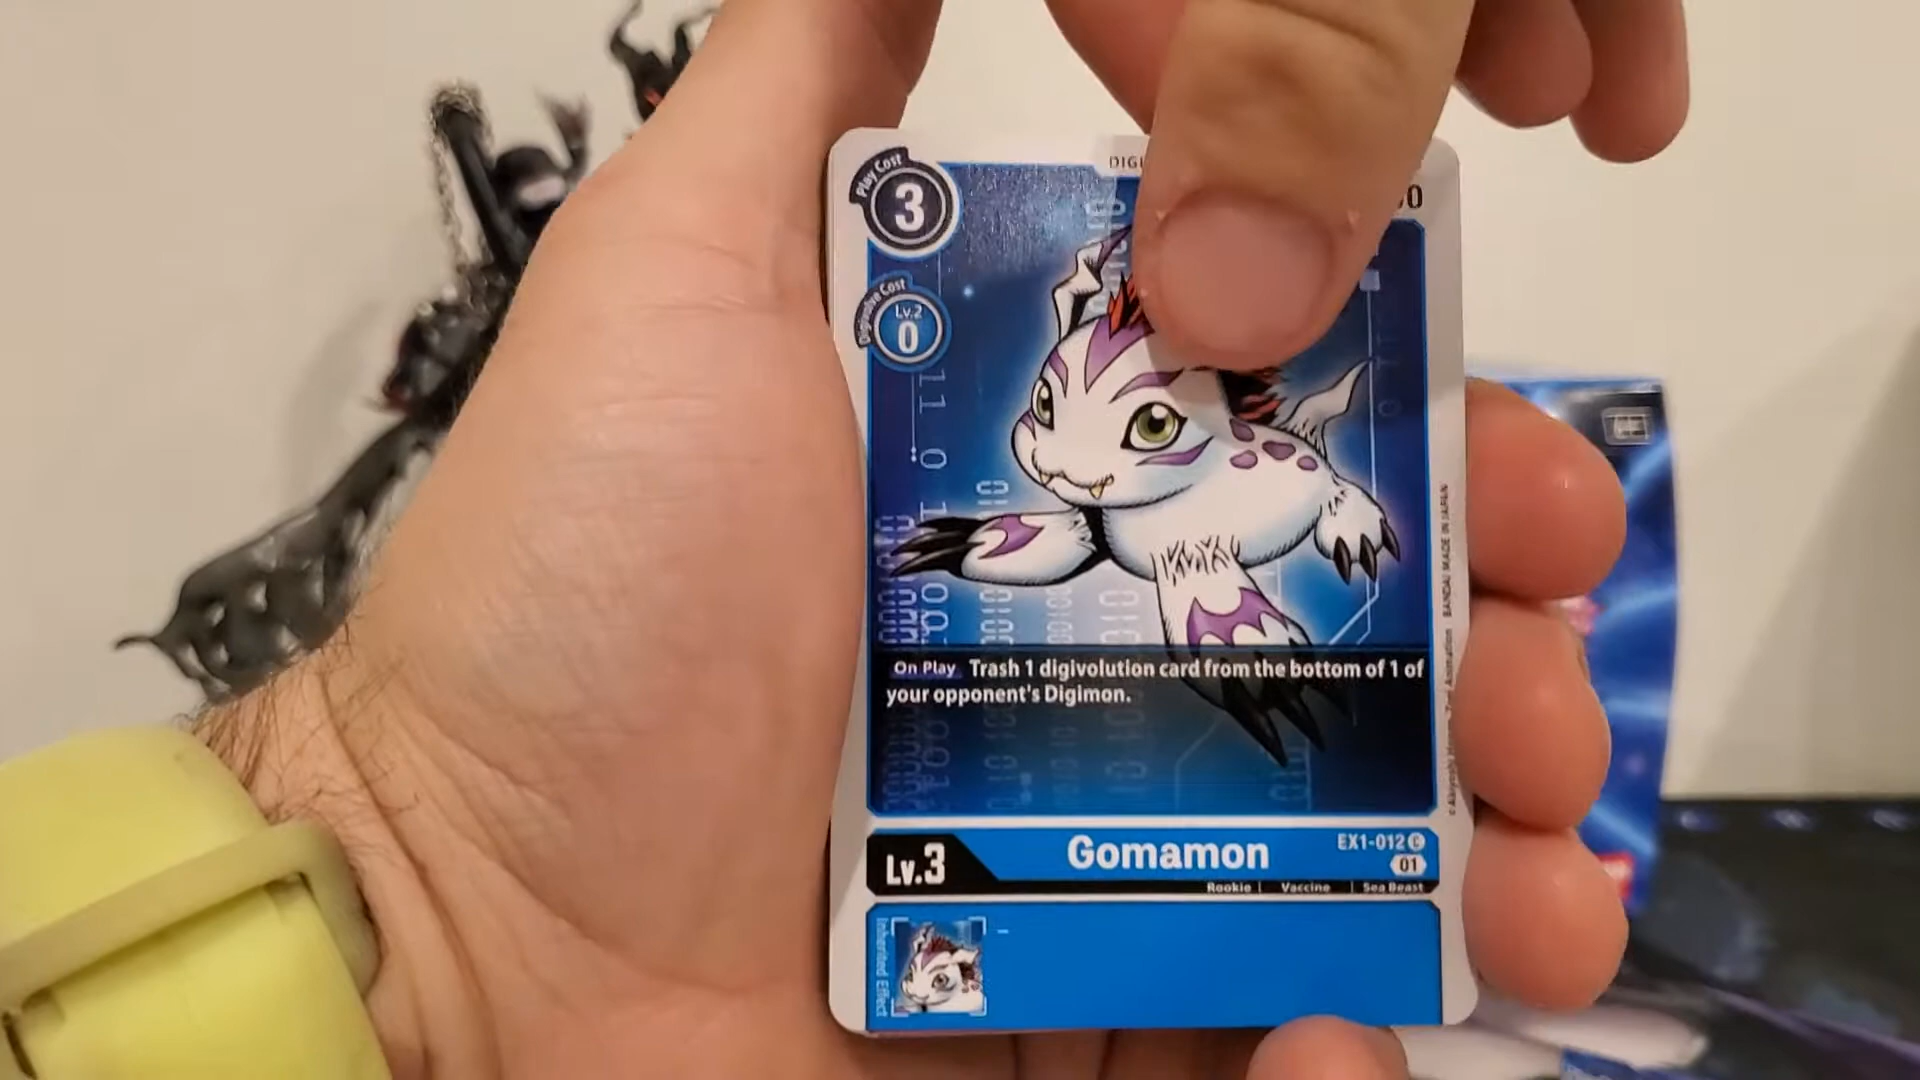 Play Cost
3
Digivolve Cost
Lv.2
0
On Play Trash 1 digivolution card from the bottom of 1 of
your opponent's Digimon.
Lv.3
Gomamon
EX1-012 C
01
Rookie | Vaccine | Sea Beast
Inherited Effect
-
BANDAI MADE IN JAPAN